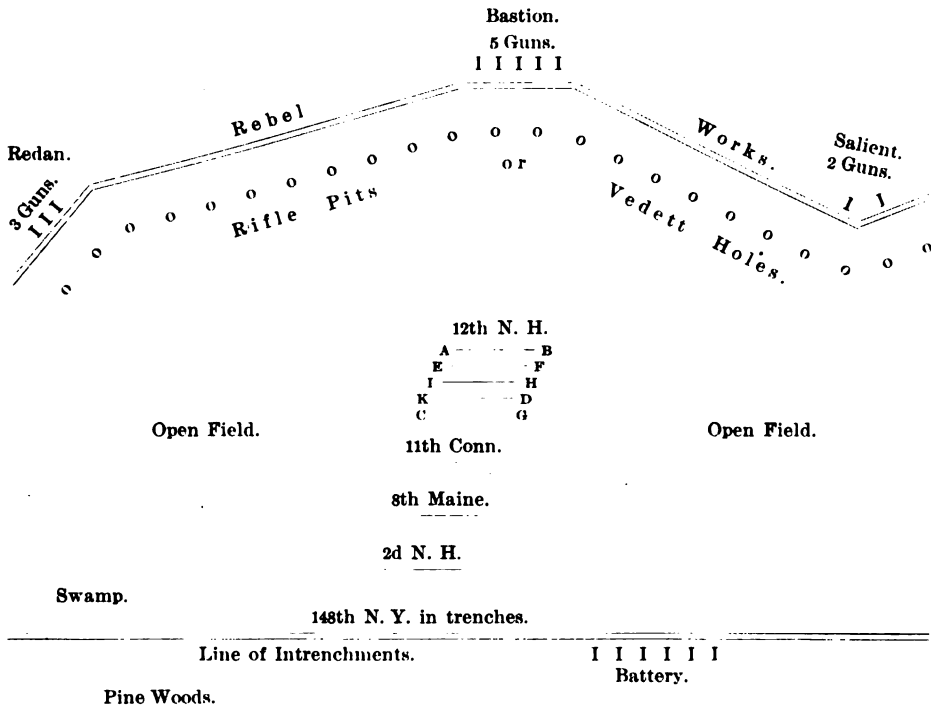 Bastion.
5 Guns.
I I I I I
Rebel
Works.
Redan.
3 Guns.
I I I
Salient.
2 Guns.
I I
o o o o o o o o o o o o o o o o o o o o o o o
or
Rifle Pits
Vedett Holes.
12th N. H.
A B
E F
I H
K D
C G
11th Conn.
Open Field.
Open Field.
8th Maine.
2d N. H.
Swamp.
148th N. Y. in trenches.
Line of Intrenchments.
I I I I I I
Battery.
Pine Woods.